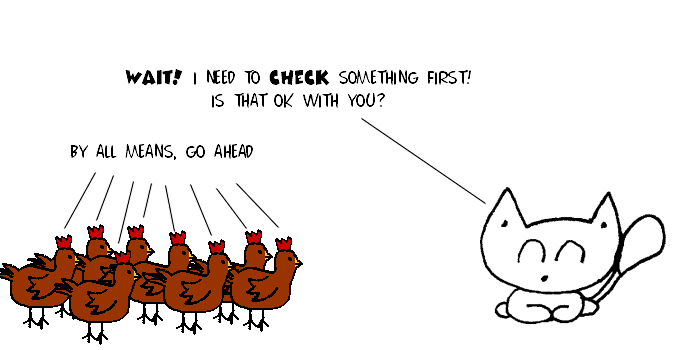 WAIT! I NEED TO CHECK SOMETHING FIRST!
IS THAT OK WITH YOU?
BY ALL MEANS, GO AHEAD